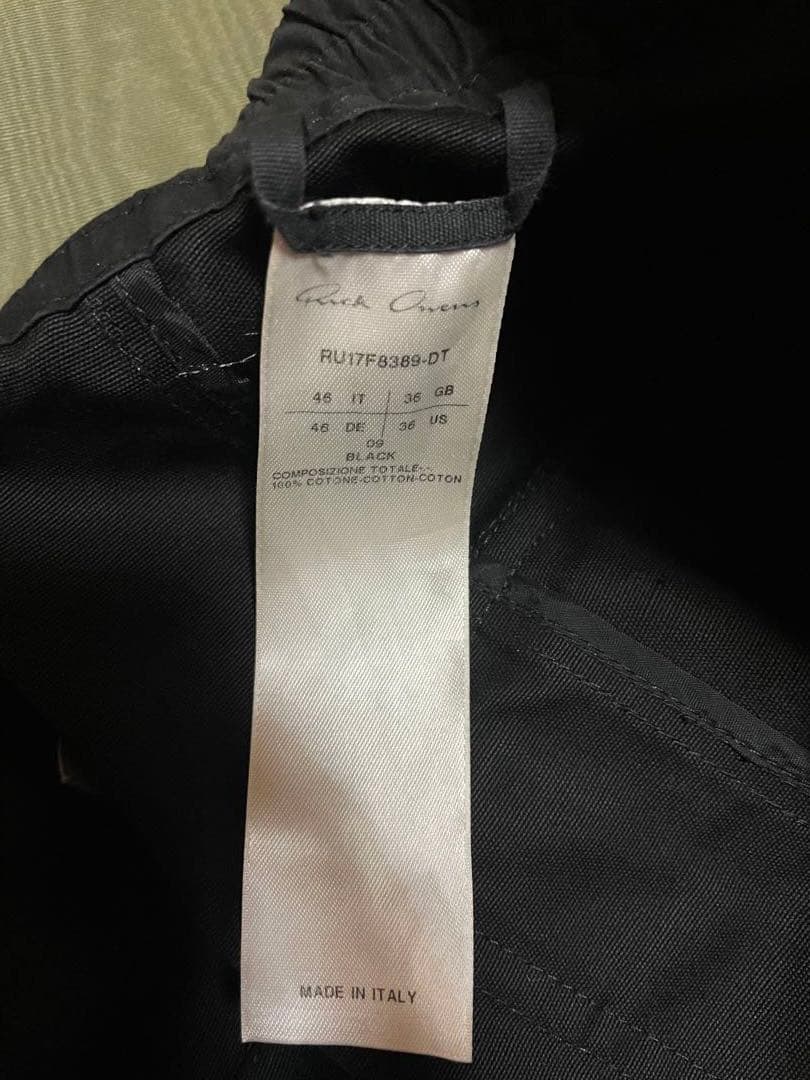 Rick Owens
RU17F8389-DT
46 IT 36 GB
46 DE 36 US
09
BLACK
COMPOSIZIONE TOTALE-.-
100% COTONE-COTTON-COTON
MADE IN ITALY